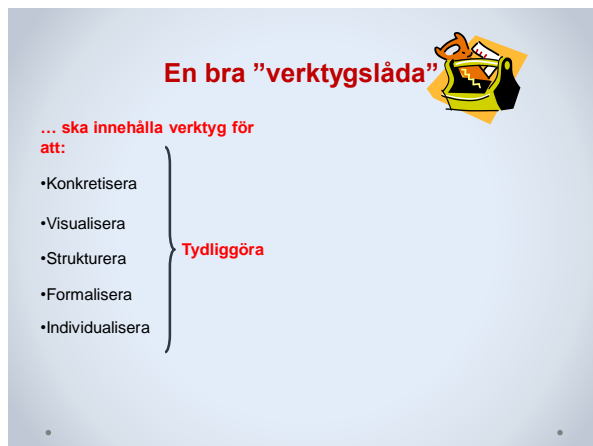 En bra ”verktygslåda”
… ska innehålla verktyg för
att:
•Konkretisera
•Visualisera
•Strukturera
•Formalisera
•Individualisera
Tydliggöra